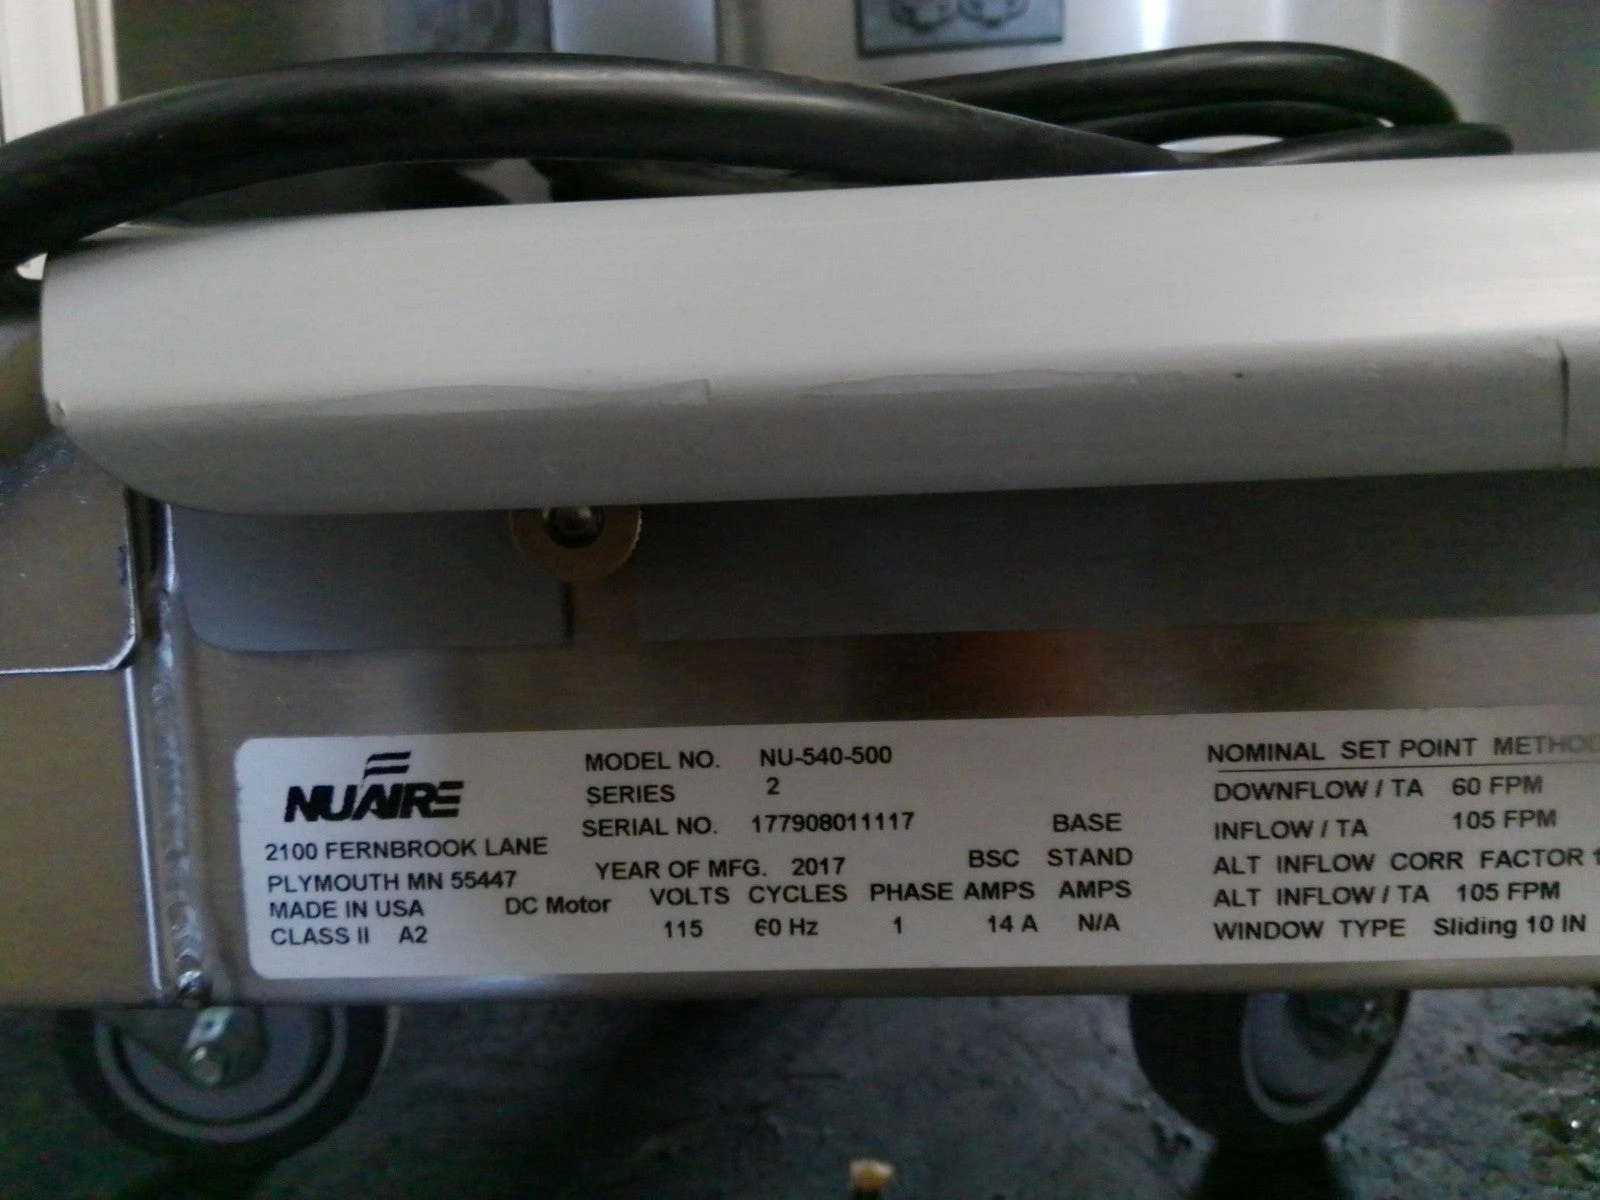 NUAIRE
2100 FERNBROOK LANE
PLYMOUTH MN 55447
MADE IN USA
CLASS II A2
MODEL NO. NU-540-500
SERIES 2
SERIAL NO. 177908011117
YEAR OF MFG. 2017
BASE
BSC STAND
DC Motor VOLTS CYCLES PHASE AMPS AMPS
115 60 Hz 1 14 A N/A
NOMINAL SET POINT METHOD
DOWNFLOW / TA 60 FPM
INFLOW / TA 105 FPM
ALT INFLOW CORR FACTOR
ALT INFLOW / TA 105 FPM
WINDOW TYPE Sliding 10 IN